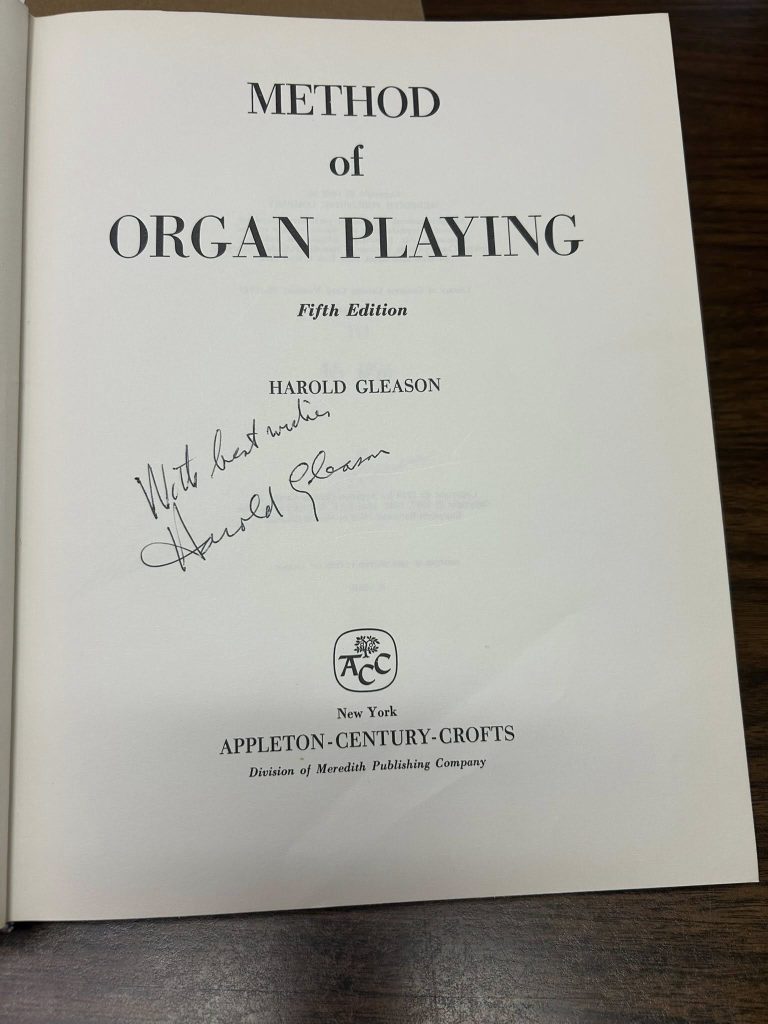 METHOD
of
ORGAN PLAYING
Fifth Edition
HAROLD GLEASON
With best wishes
Harold Gleason
ACC
New York
APPLETON-CENTURY-CROFTS
Division of Meredith Publishing Company